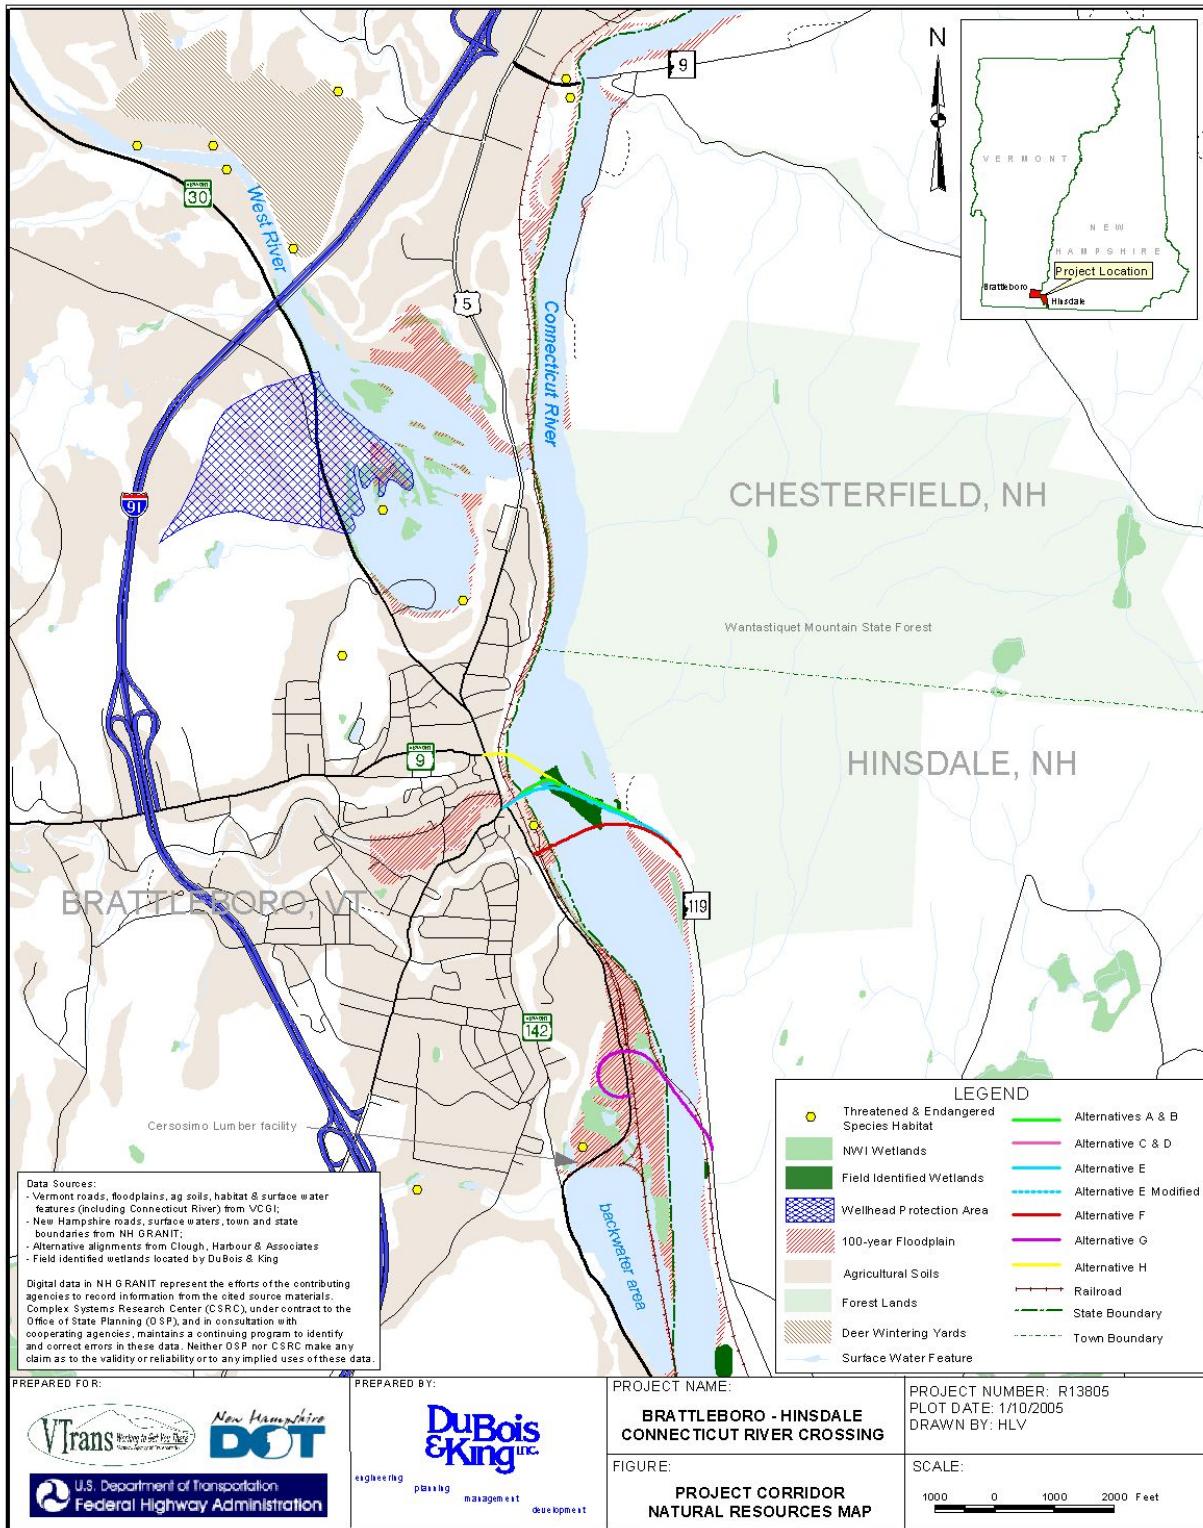 9
N
VERMONT
NEW
HAMPSHIRE
Project Location
Brattleboro
Hinsdale
30
West River
5
Connecticut River
91
CHESTERFIELD, NH
Wantastiquet Mountain State Forest
9
HINSDALE, NH
BRATTLEBORO, VT
119
142
Cersosimo Lumber facility
backwater area
LEGEND
Threatened & Endangered
Species Habitat
NWI Wetlands
Field Identified Wetlands
Wellhead Protection Area
100-year Floodplain
Agricultural Soils
Forest Lands
Deer Wintering Yards
Surface Water Feature
Alternatives A & B
Alternative C & D
Alternative E
Alternative E Modified
Alternative F
Alternative G
Alternative H
Railroad
State Boundary
Town Boundary
Data Sources:
- Vermont roads, floodplains, ag soils, habitat & surface water
features (including Connecticut River) from VCGI;
- New Hampshire roads, surface waters, town and state
boundaries from NH GRANIT;
- Alternative alignments from Clough, Harbour & Associates
- Field identified wetlands located by DuBois & King
Digital data in NH GRANIT represent the efforts of the contributing
agencies to record information from the cited source materials.
Complex Systems Research Center (CSRC), under contract to the
Office of State Planning (OSP), and in consultation with
cooperating agencies, maintains a continuing program to identify
and correct errors in these data. Neither OSP nor CSRC make any
claim as to the validity or reliability or to any implied uses of these data.
PREPARED FOR:
VTrans Working to Get You There
New Hampshire
DOT
U.S. Department of Transportation
Federal Highway Administration
PREPARED BY:
DuBois
& King inc.
engineering
planning
management
development
PROJECT NAME:
BRATTLEBORO - HINSDALE
CONNECTICUT RIVER CROSSING
FIGURE:
PROJECT CORRIDOR
NATURAL RESOURCES MAP
PROJECT NUMBER: R13805
PLOT DATE: 1/10/2005
DRAWN BY: HLV
SCALE:
1000 0 1000 2000 Feet